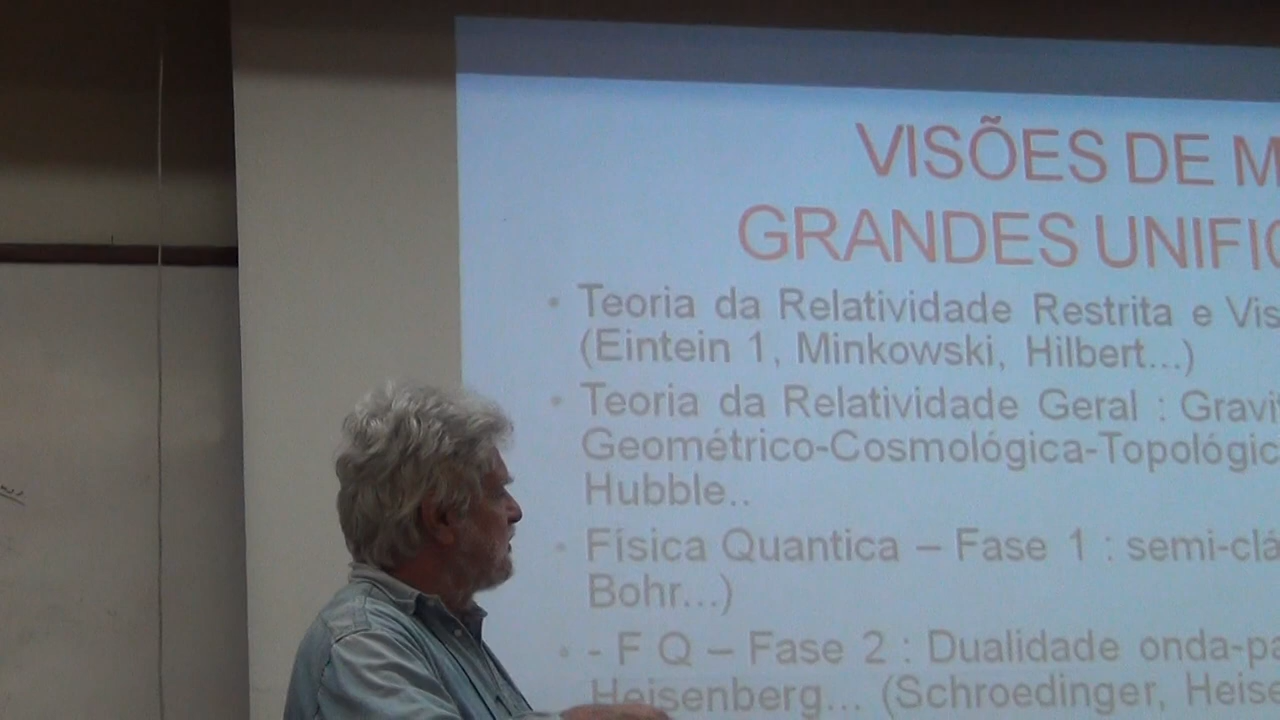 VISÕES DE M
GRANDES UNIFIC
• Teoria da Relatividade Restrita e Vis
(Eintein 1, Minkowski, Hilbert...)
• Teoria da Relatividade Geral : Gravi
Geométrico-Cosmológica-Topológic
Hubble..
• Física Quantica – Fase 1 : semi-clá
Bohr...)
• - F Q – Fase 2 : Dualidade onda-pa
Heisenberg... (Schroedinger, Heise